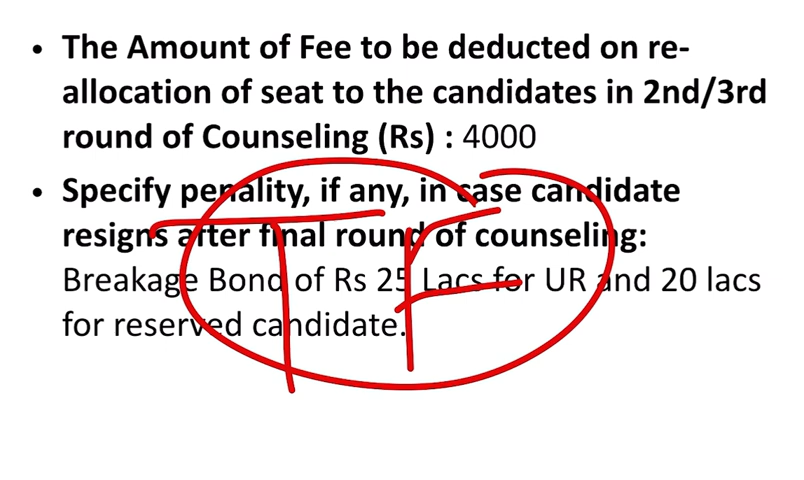 • The Amount of Fee to be deducted on re-
allocation of seat to the candidates in 2nd/3rd
round of Counseling (Rs) : 4000
• Specify penality, if any, in case candidate
resigns after final round of counseling:
Breakage Bond of Rs 25 Lacs for UR and 20 lacs
for reserved candidate.
TF